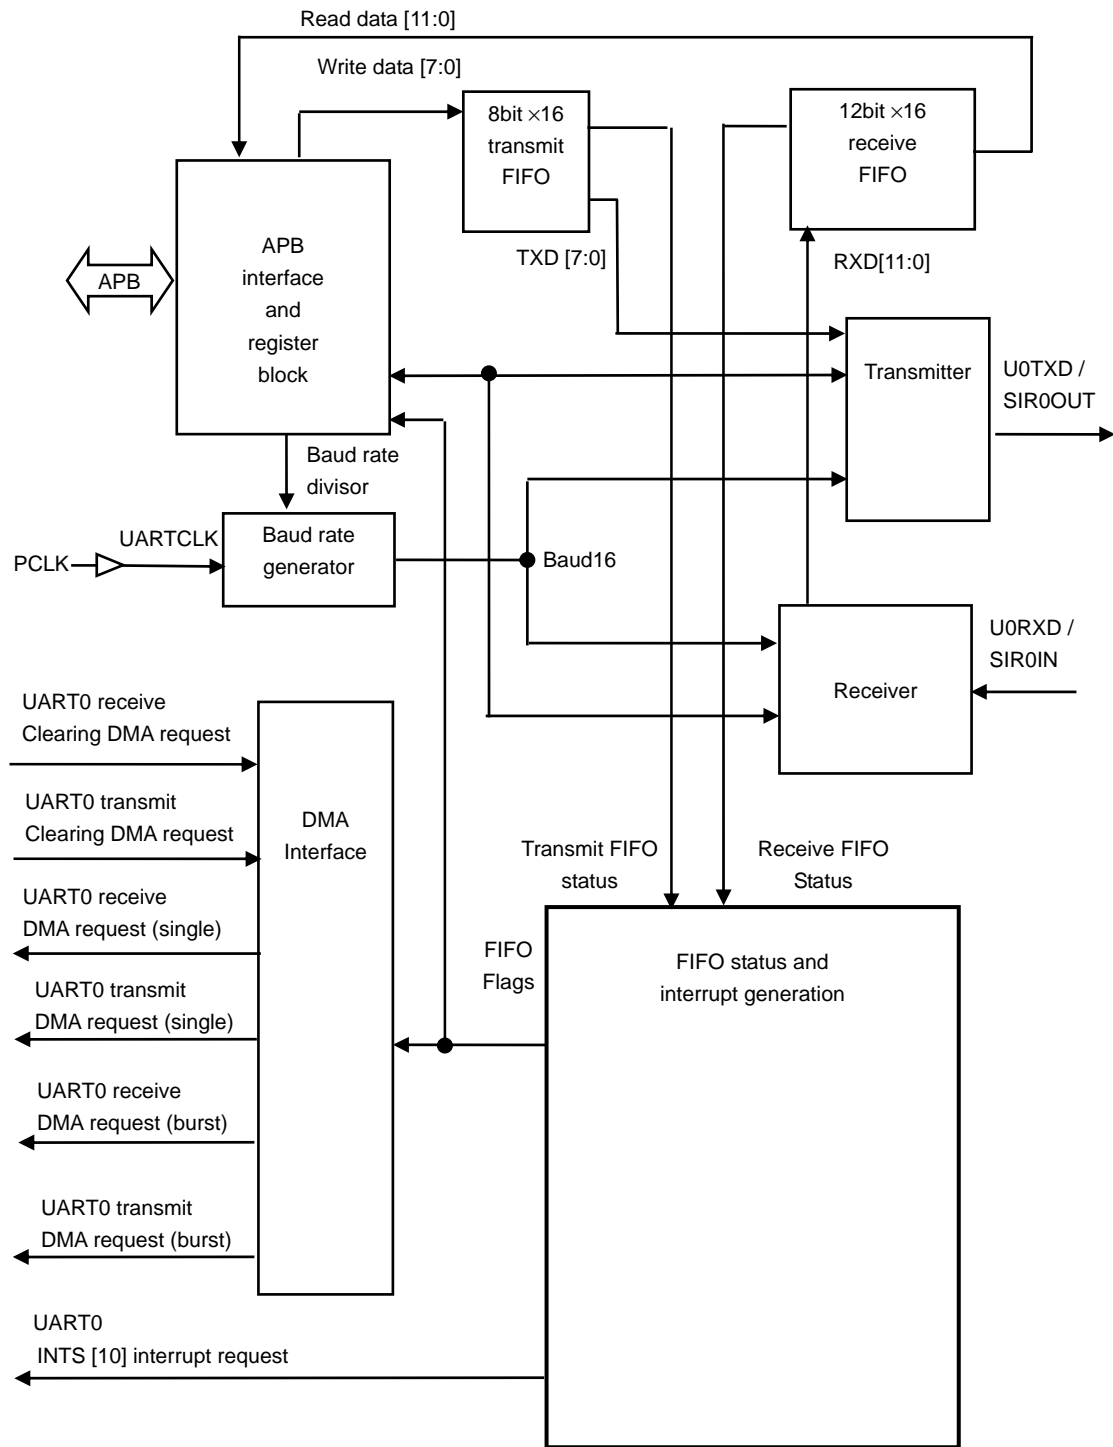 Read data [11:0]
Write data [7:0]
8bit ×16
transmit
FIFO
12bit ×16
receive
FIFO
TXD [7:0]
RXD[11:0]
APB
APB
interface
and
register
block
Transmitter
U0TXD /
SIR0OUT
Baud rate
divisor
UARTCLK
PCLK
Baud rate
generator
Baud16
U0RXD /
SIR0IN
Receiver
UART0 receive
Clearing DMA request
UART0 transmit
Clearing DMA request
UART0 receive
DMA request (single)
UART0 transmit
DMA request (single)
UART0 receive
DMA request (burst)
UART0 transmit
DMA request (burst)
DMA
Interface
Transmit FIFO
status
Receive FIFO
Status
FIFO
Flags
FIFO status and
interrupt generation
UART0
INTS [10] interrupt request